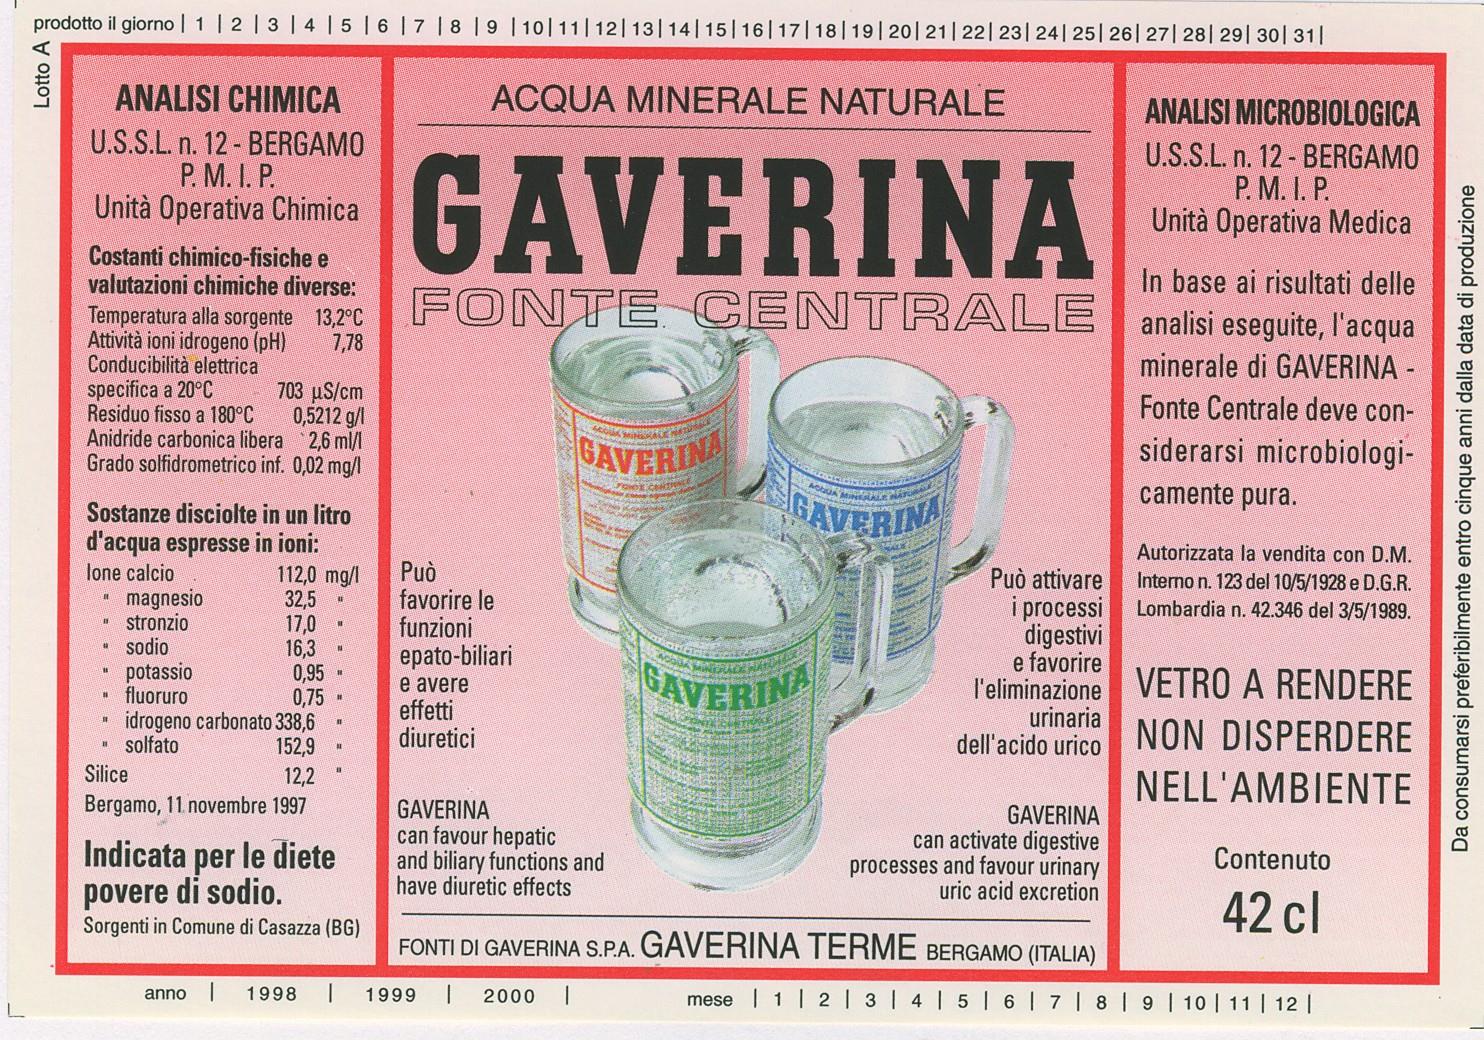 prodotto il giorno | 1 | 2 | 3 | 4 | 5 | 6 | 7 | 8 | 9 | 10 | 11 | 12 | 13 | 14 | 15 | 16 | 17 | 18 | 19 | 20 | 21 | 22 | 23 | 24 | 25 | 26 | 27 | 28 | 29 | 30 | 31 |
Lotto A
ANALISI CHIMICA
U.S.S.L. n. 12 - BERGAMO
P. M. I. P.
Unità Operativa Chimica
Costanti chimico-fisiche e
valutazioni chimiche diverse:
Temperatura alla sorgente 13,2°C
Attività ioni idrogeno (pH) 7,78
Conducibilità elettrica
specifica a 20°C 703 µS/cm
Residuo fisso a 180°C 0,5212 g/l
Anidride carbonica libera 2,6 ml/l
Grado solfidrometrico inf. 0,02 mg/l
Sostanze disciolte in un litro
d'acqua espresse in ioni:
Ione calcio 112,0 mg/l
" magnesio 32,5 "
" stronzio 17,0 "
" sodio 16,3 "
" potassio 0,95 "
" fluoruro 0,75 "
" idrogeno carbonato 338,6 "
" solfato 152,9 "
Silice 12,2 "
Bergamo, 11 novembre 1997
Indicata per le diete
povere di sodio.
Sorgenti in Comune di Casazza (BG)
ACQUA MINERALE NATURALE
GAVERINA
FONTE CENTRALE
ACQUA MINERALE NATURALE
GAVERINA
FONTE CENTRALE
ACQUA MINERALE NATURALE
GAVERINA
ACQUA MINERALE NATURALE
GAVERINA
FONTE CENTRALE
Può
favorire le
funzioni
epato-biliari
e avere
effetti
diuretici
GAVERINA
can favour hepatic
and biliary functions and
have diuretic effects
Può attivare
i processi
digestivi
e favorire
l'eliminazione
urinaria
dell'acido urico
GAVERINA
can activate digestive
processes and favour urinary
uric acid excretion
FONTI DI GAVERINA S.P.A. GAVERINA TERME BERGAMO (ITALIA)
ANALISI MICROBIOLOGICA
U.S.S.L. n. 12 - BERGAMO
P. M. I. P.
Unità Operativa Medica
In base ai risultati delle
analisi eseguite, l'acqua
minerale di GAVERINA -
Fonte Centrale deve con-
siderarsi microbiologi-
camente pura.
Autorizzata la vendita con D.M.
Interno n. 123 del 10/5/1928 e D.G.R.
Lombardia n. 42.346 del 3/5/1989.
VETRO A RENDERE
NON DISPERDERE
NELL'AMBIENTE
Contenuto
42 cl
Da consumarsi preferibilmente entro cinque anni dalla data di produzione
anno | 1998 | 1999 | 2000 | mese | 1 | 2 | 3 | 4 | 5 | 6 | 7 | 8 | 9 | 10 | 11 | 12 |